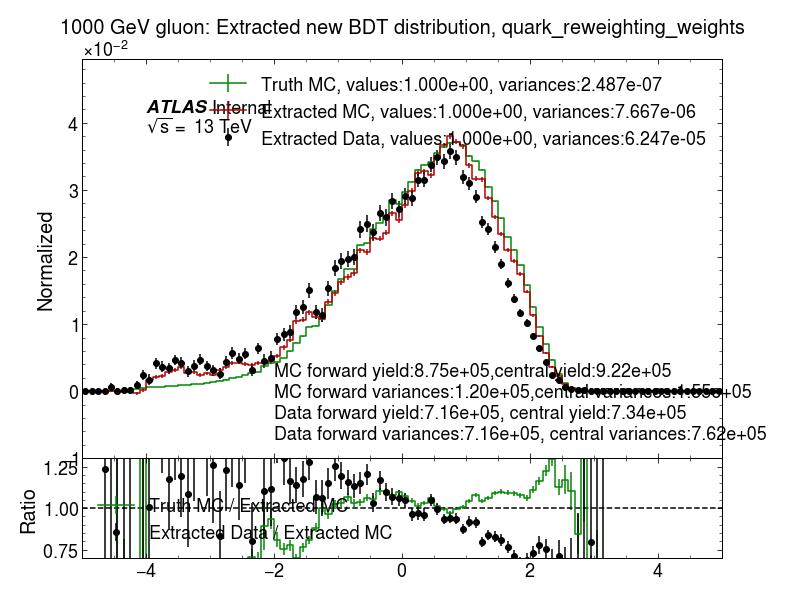 1000 GeV gluon: Extracted new BDT distribution, quark_reweighting_weights
×10⁻²
Truth MC, values:1.000e+00, variances:2.487e-07
ATLAS Internal
Extracted MC, values:1.000e+00, variances:7.667e-06
√s = 13 TeV
Extracted Data, values:1.000e+00, variances:6.247e-05
4
3
2
1
0
Normalized
MC forward yield:8.75e+05,central yield:9.22e+05
MC forward variances:1.20e+05,central variances:1.55e+05
Data forward yield:7.16e+05, central yield:7.34e+05
Data forward variances:7.16e+05, central variances:7.62e+05
1
1.25
1.00
0.75
Ratio
Truth MC / Extracted MC
Extracted Data / Extracted MC
−4 −2 0 2 4